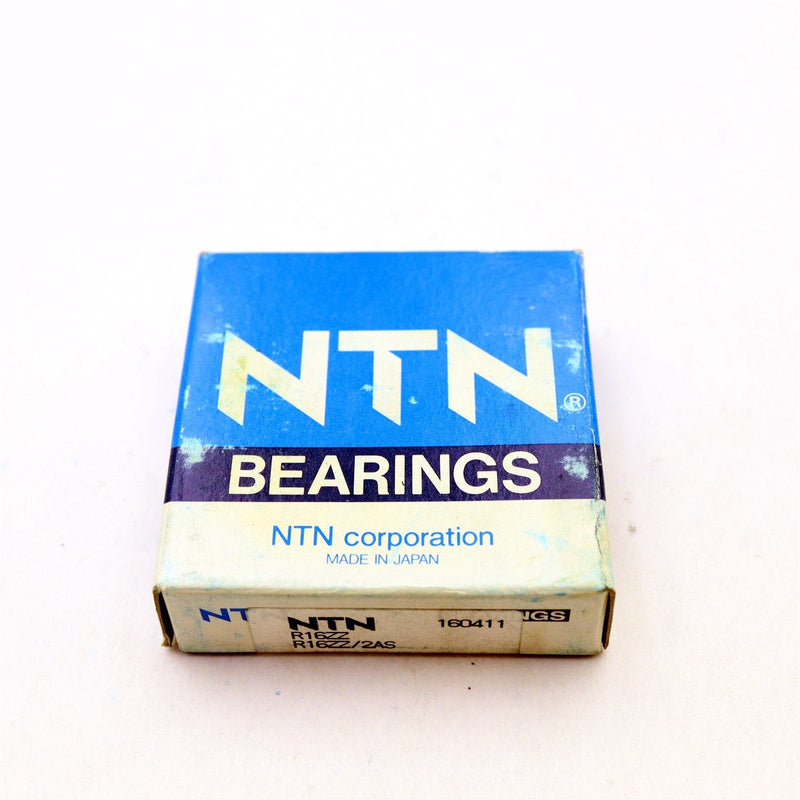 NTN®
BEARINGS
NTN corporation
MADE IN JAPAN
NTN 160411
R16ZZ
R16ZZ/2AS